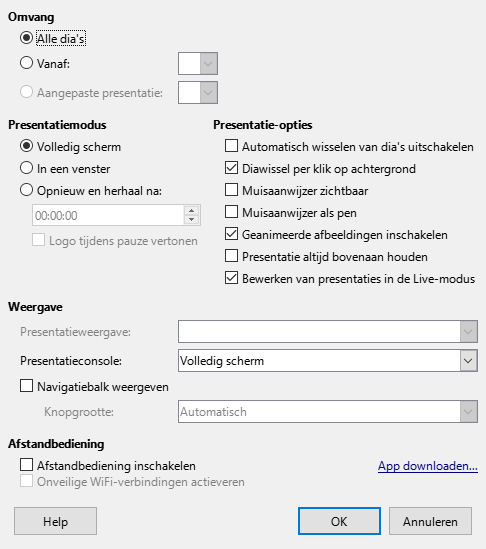 Omvang
Alle dia's
Vanaf:
Aangepaste presentatie:
Presentatiemodus
Volledig scherm
In een venster
Opnieuw en herhaal na:
00:00:00
Logo tijdens pauze vertonen
Presentatie-opties
Automatisch wisselen van dia's uitschakelen
Diawissel per klik op achtergrond
Muisaanwijzer zichtbaar
Muisaanwijzer als pen
Geanimeerde afbeeldingen inschakelen
Presentatie altijd bovenaan houden
Bewerken van presentaties in de Live-modus
Weergave
Presentatieweergave:
Presentatieconsole: Volledig scherm
Navigatiebalk weergeven
Knopgrootte: Automatisch
Afstandbediening
Afstandbediening inschakelen App downloaden...
Onveilige WiFi-verbindingen actieveren
Help OK Annuleren